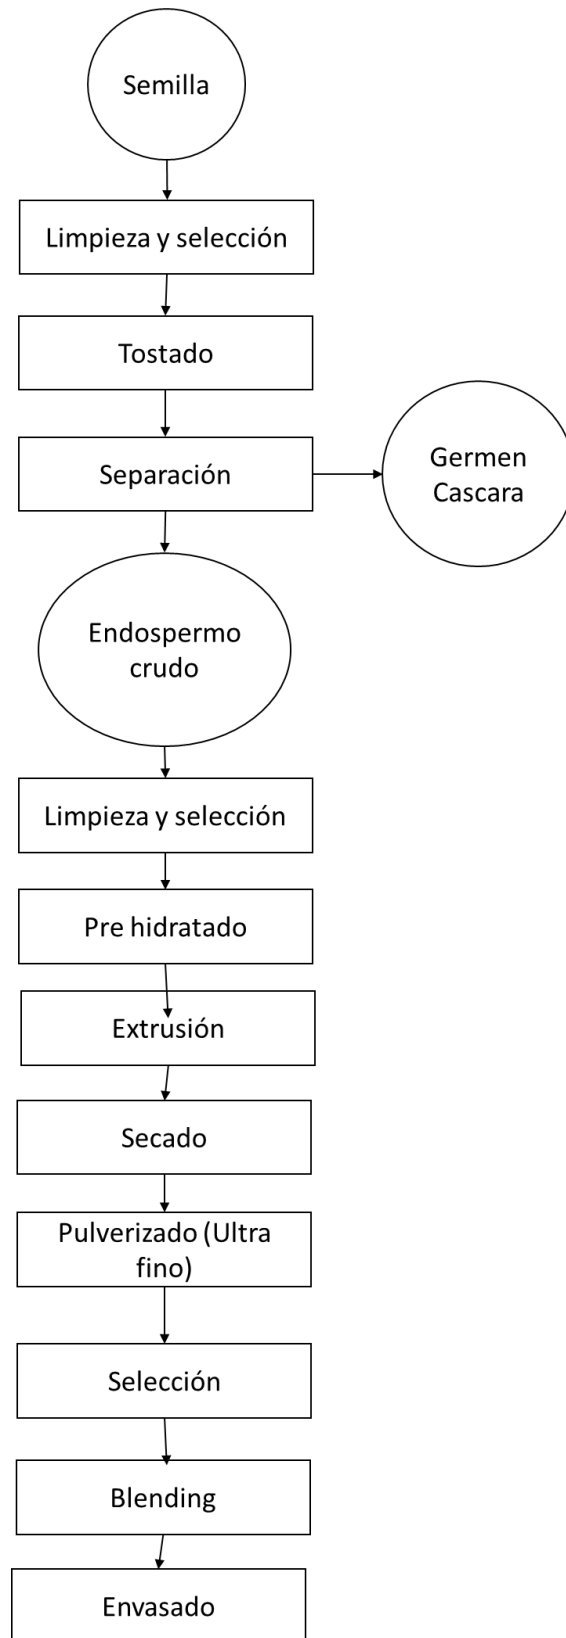 Semilla
Limpieza y selección
Tostado
Separación
Germen
Cascara
Endospermo
crudo
Limpieza y selección
Pre hidratado
Extrusión
Secado
Pulverizado (Ultra
fino)
Selección
Blending
Envasado